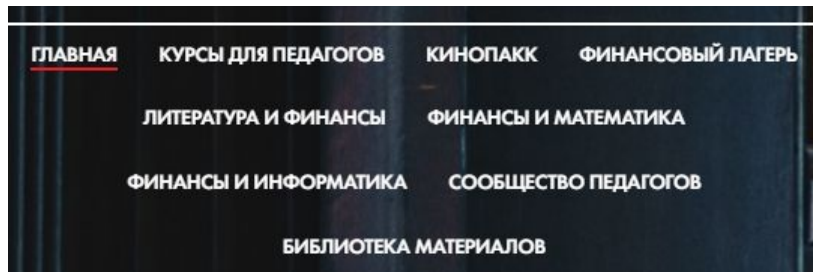 ГЛАВНАЯ КУРСЫ ДЛЯ ПЕДАГОГОВ КИНОПАКК ФИНАНСОВЫЙ ЛАГЕРЬ
ЛИТЕРАТУРА И ФИНАНСЫ ФИНАНСЫ И МАТЕМАТИКА
ФИНАНСЫ И ИНФОРМАТИКА СООБЩЕСТВО ПЕДАГОГОВ
БИБЛИОТЕКА МАТЕРИАЛОВ